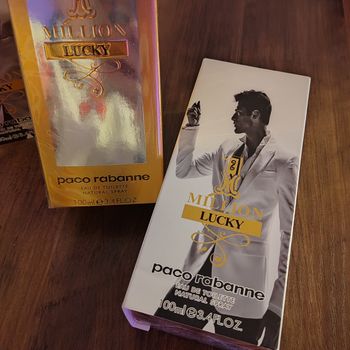 MILLION
LUCKY
paco rabanne
EAU DE TOILETTE
NATURAL SPRAY
100ml e 3.4FL.OZ.
MILLION
LUCKY
paco rabanne
EAU DE TOILETTE
NATURAL SPRAY
100ml e 3.4FL.OZ.